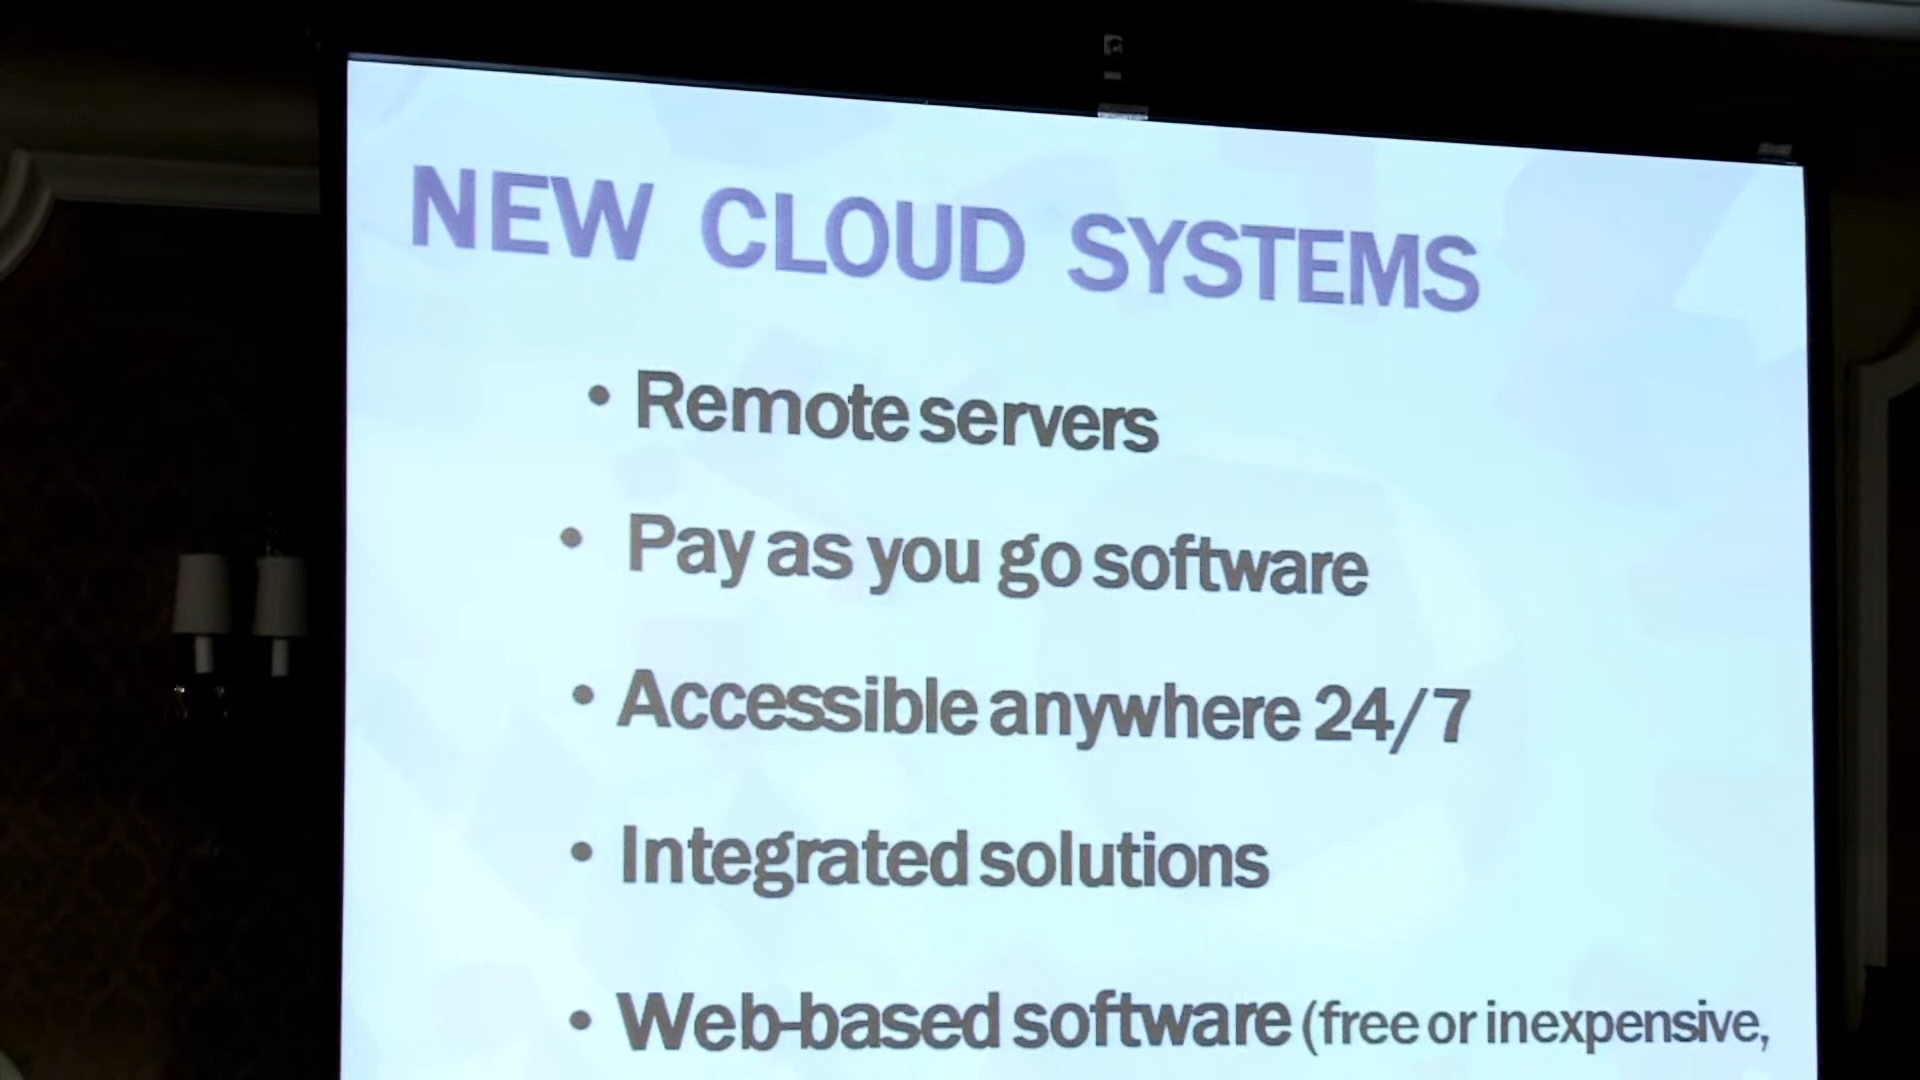 NEW CLOUD SYSTEMS
• Remote servers
• Pay as you go software
• Accessible anywhere 24/7
• Integrated solutions
• Web-based software (free or inexpensive,